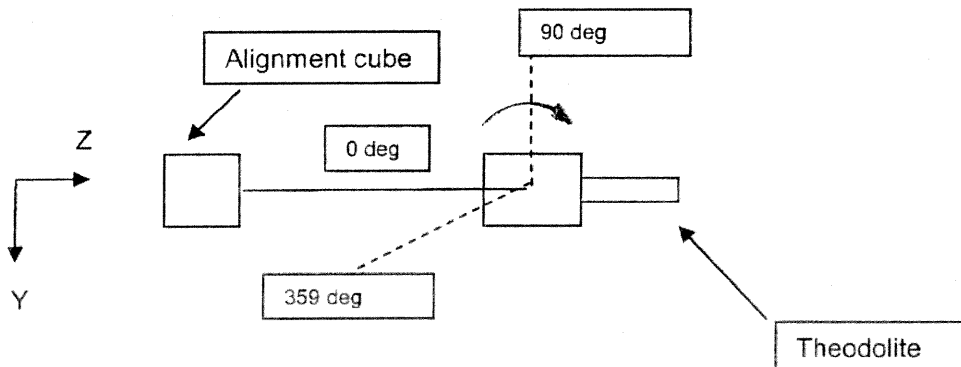 90 deg
Alignment cube
Z
0 deg
Y
359 deg
Theodolite